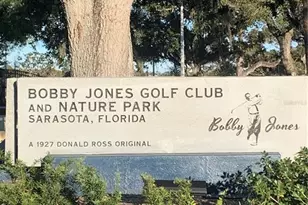 BOBBY JONES GOLF CLUB
AND NATURE PARK
SARASOTA, FLORIDA
Bobby Jones
A 1927 DONALD ROSS ORIGINAL